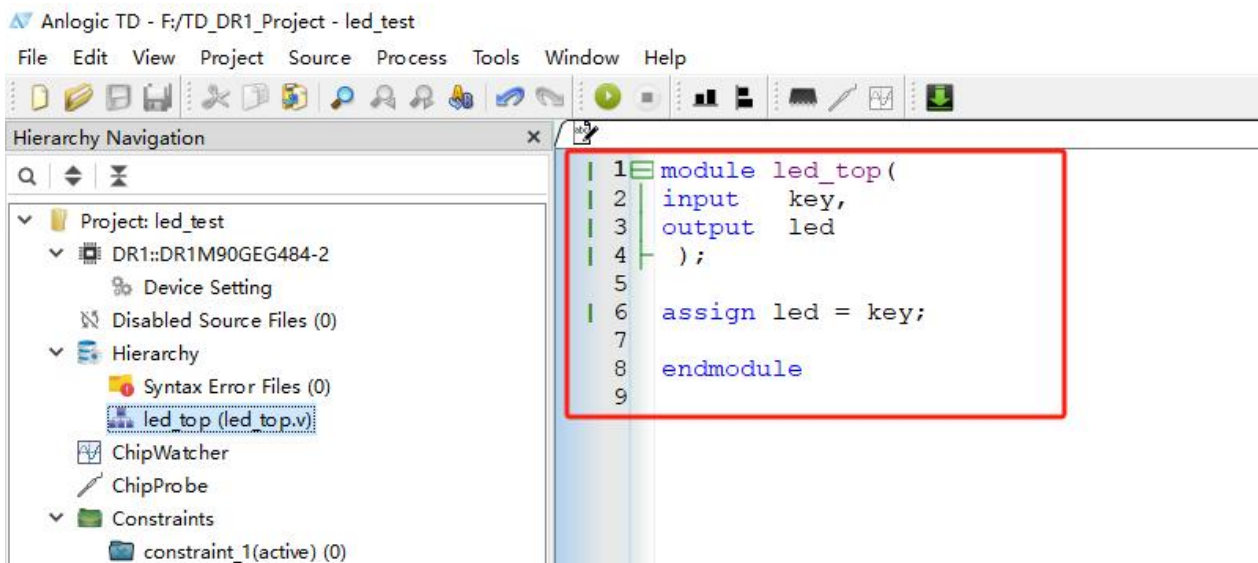 Anlogic TD - F:/TD_DR1_Project - led_test
File Edit View Project Source Process Tools Window Help
Hierarchy Navigation
Project: led_test
DR1::DR1M90GEG484-2
Device Setting
Disabled Source Files (0)
Hierarchy
Syntax Error Files (0)
led_top (led_top.v)
ChipWatcher
ChipProbe
Constraints
constraint_1(active) (0)
1 module led_top(
2 input key,
3 output led
4 );
5
6 assign led = key;
7
8 endmodule
9